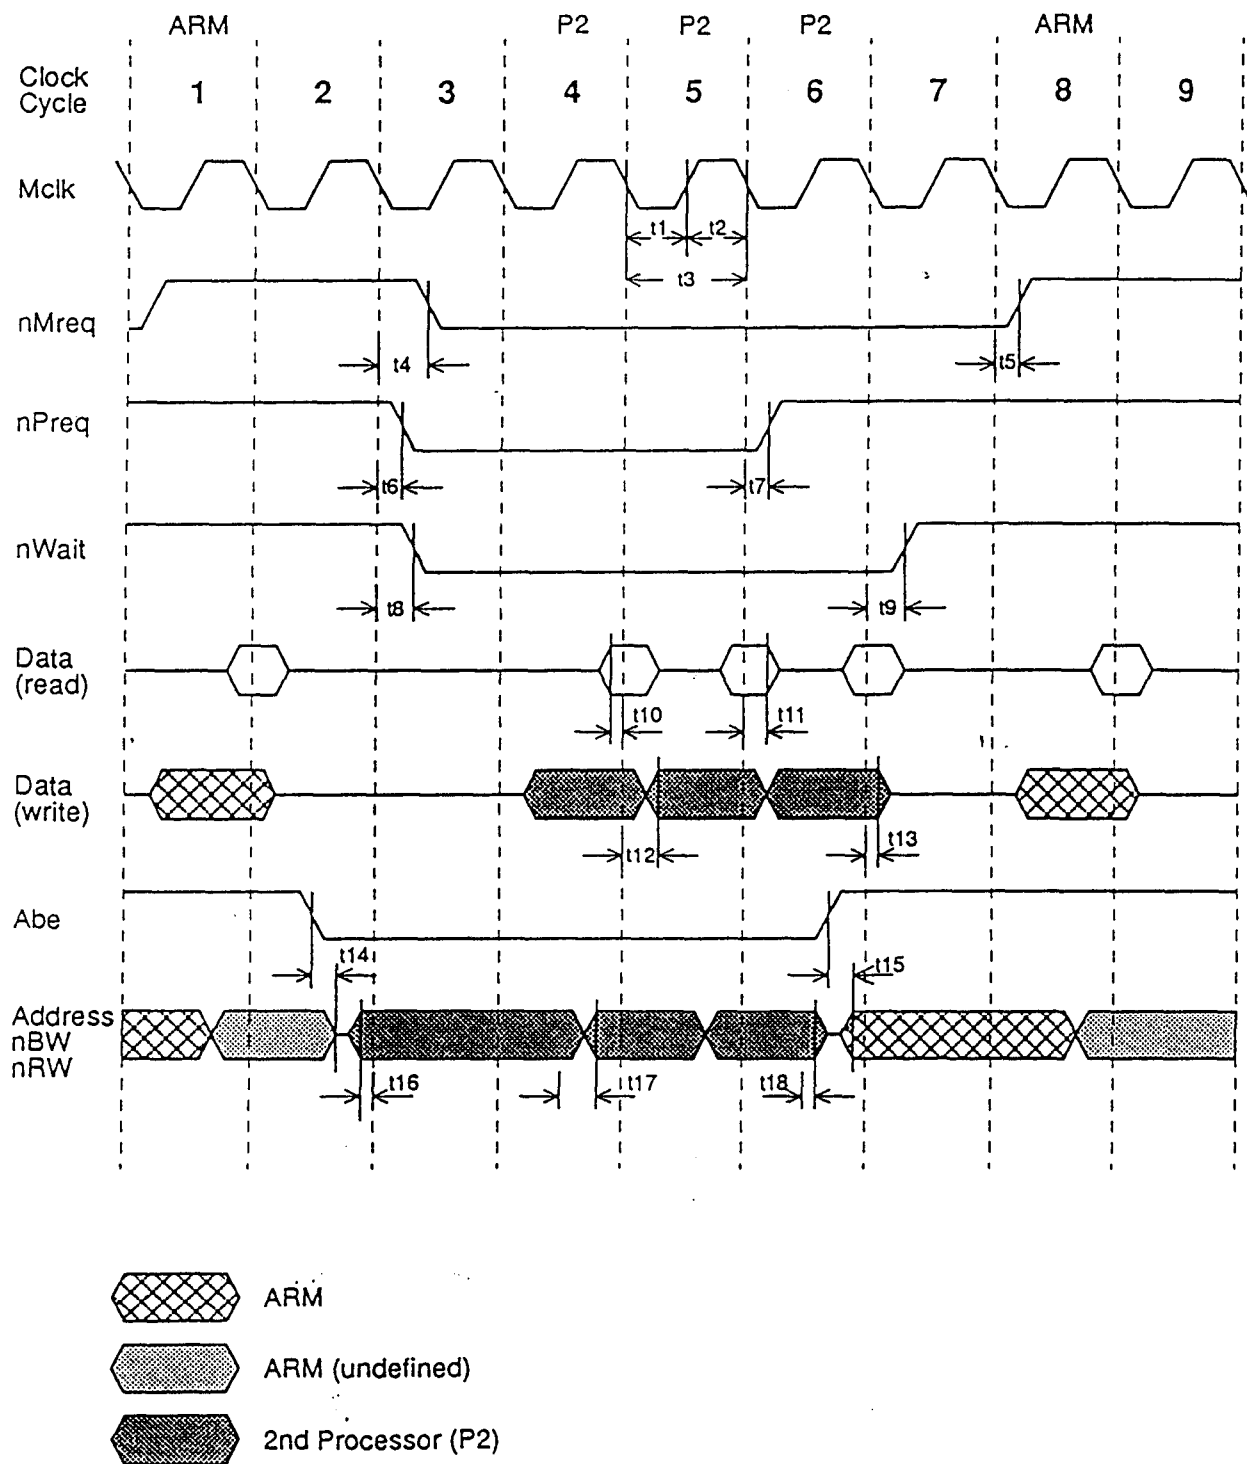 ARM P2 P2 P2 ARM
Clock
Cycle
1 2 3 4 5 6 7 8 9
Mclk
t1 t2
t3
nMreq
t4 t5
nPreq
t6 t7
nWait
t8 t9
Data
(read)
t10 t11
Data
(write)
t12 t13
Abe
t14 t15
Address
nBW
nRW
t16 t17 t18
ARM
ARM (undefined)
2nd Processor (P2)